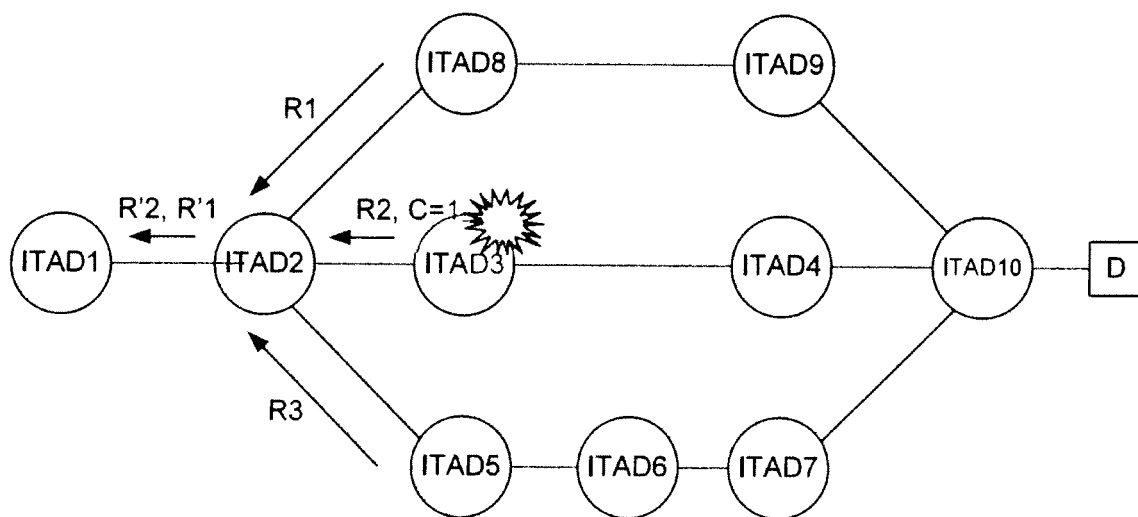 ITAD8
ITAD9
R1
R'2, R'1
R2, C=1
ITAD1
ITAD2
ITAD3
ITAD4
ITAD10
D
R3
ITAD5
ITAD6
ITAD7